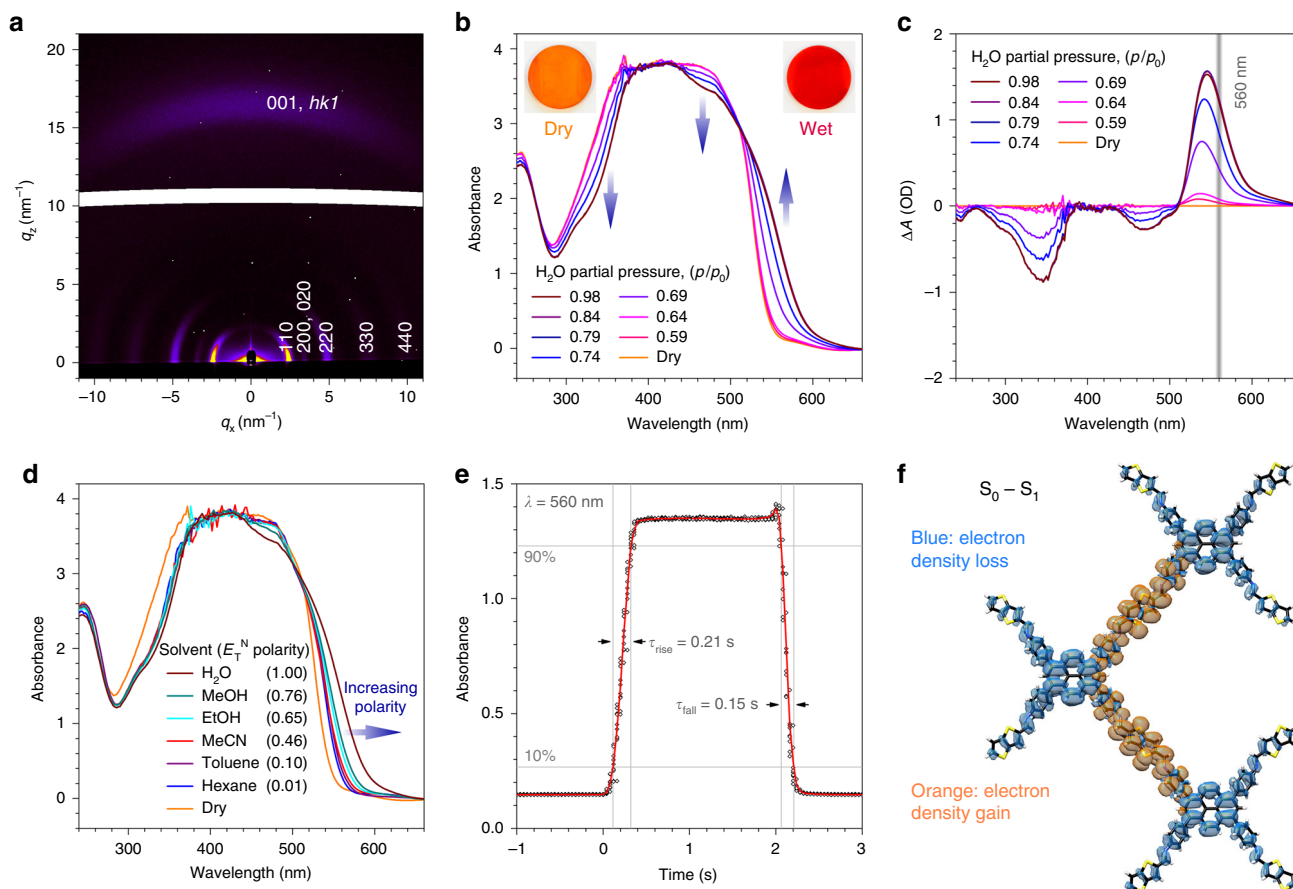 a
20
15
10
5
0
q_z (nm⁻¹)
001, hk1
110
200, 020
220
330
440
−10
−5
0
5
10
q_x (nm⁻¹)
b
4
3
2
1
0
Absorbance
Dry
Wet
H₂O partial pressure, (p/p₀)
0.98
0.69
0.84
0.64
0.79
0.59
0.74
Dry
300
400
500
600
Wavelength (nm)
c
2
1
0
−1
−2
ΔA (OD)
H₂O partial pressure, (p/p₀)
0.98
0.69
0.84
0.64
0.79
0.59
0.74
Dry
560 nm
300
400
500
600
Wavelength (nm)
d
4
3
2
1
0
Absorbance
Solvent (E_T^N polarity)
H₂O (1.00)
MeOH (0.76)
EtOH (0.65)
MeCN (0.46)
Toluene (0.10)
Hexane (0.01)
Dry
Increasing
polarity
300
400
500
600
Wavelength (nm)
e
1.5
1.2
0.9
0.6
0.3
0.0
Absorbance
λ = 560 nm
90%
τ_rise = 0.21 s
τ_fall = 0.15 s
10%
−1
0
1
2
3
Time (s)
f
S₀ – S₁
Blue: electron
density loss
Orange: electron
density gain